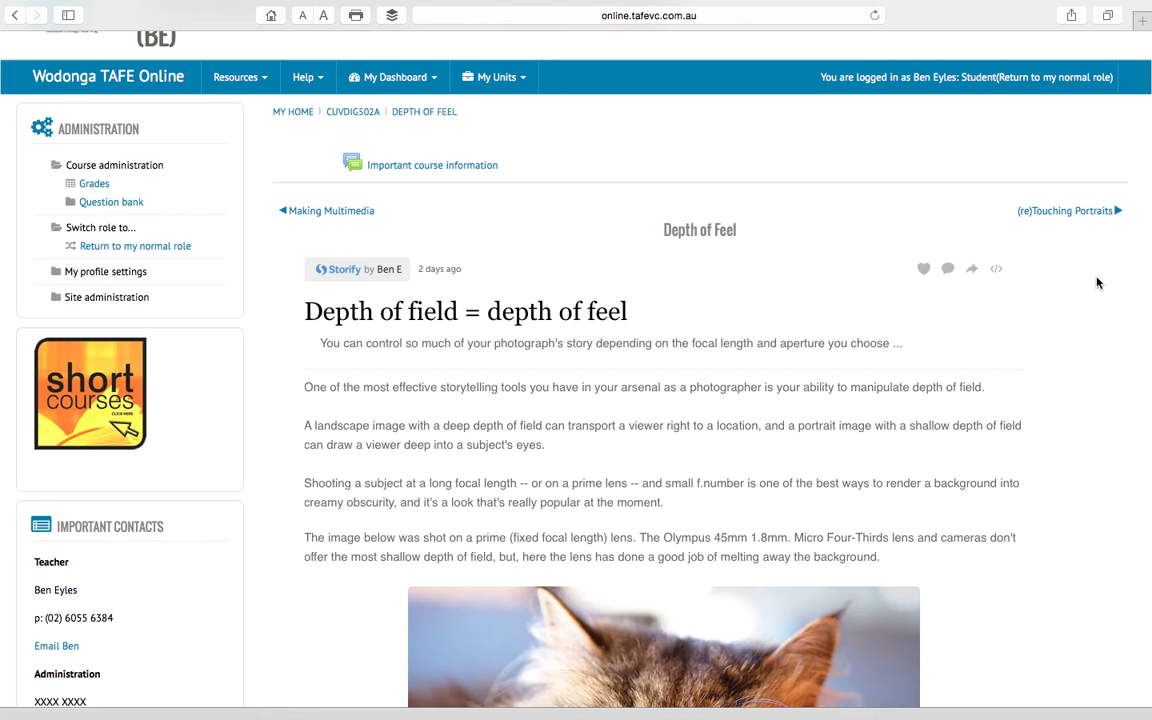 A A
online.tafevc.com.au
(BE)
Wodonga TAFE Online
Resources
Help
My Dashboard
My Units
You are logged in as Ben Eyles: Student(Return to my normal role)
ADMINISTRATION
Course administration
Grades
Question bank
Switch role to...
Return to my normal role
My profile settings
Site administration
short
courses
CLICK HERE
IMPORTANT CONTACTS
Teacher
Ben Eyles
p: (02) 6055 6384
Email Ben
Administration
XXXX XXXX
MY HOME | CUVDIG502A | DEPTH OF FEEL
Important course information
Making Multimedia
(re)Touching Portraits
Depth of Feel
Storify by Ben E
2 days ago
Depth of field = depth of feel
You can control so much of your photograph's story depending on the focal length and aperture you choose ...
One of the most effective storytelling tools you have in your arsenal as a photographer is your ability to manipulate depth of field.
A landscape image with a deep depth of field can transport a viewer right to a location, and a portrait image with a shallow depth of field
can draw a viewer deep into a subject's eyes.
Shooting a subject at a long focal length -- or on a prime lens -- and small f.number is one of the best ways to render a background into
creamy obscurity, and it's a look that's really popular at the moment.
The image below was shot on a prime (fixed focal length) lens. The Olympus 45mm 1.8mm. Micro Four-Thirds lens and cameras don't
offer the most shallow depth of field, but, here the lens has done a good job of melting away the background.